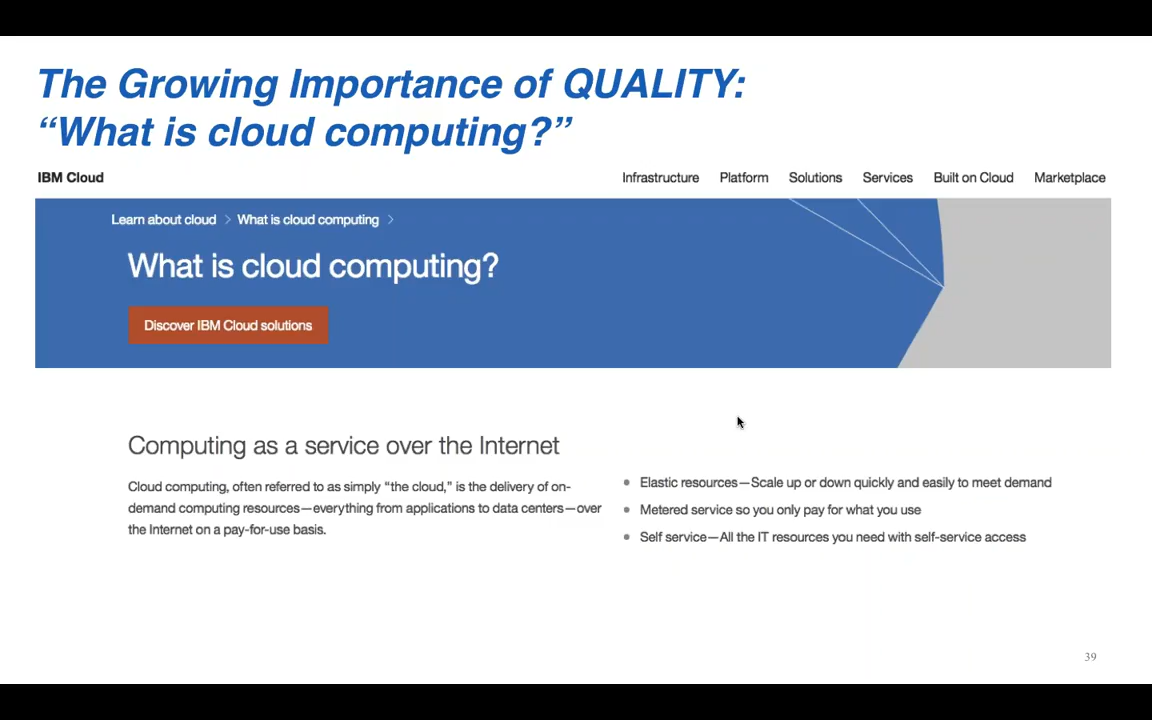 The Growing Importance of QUALITY:
“What is cloud computing?”
IBM Cloud
Infrastructure Platform Solutions Services Built on Cloud Marketplace
Learn about cloud > What is cloud computing >
What is cloud computing?
Discover IBM Cloud solutions
Computing as a service over the Internet
Cloud computing, often referred to as simply “the cloud,” is the delivery of on-
demand computing resources—everything from applications to data centers—over
the Internet on a pay-for-use basis.
• Elastic resources—Scale up or down quickly and easily to meet demand
• Metered service so you only pay for what you use
• Self service—All the IT resources you need with self-service access
39